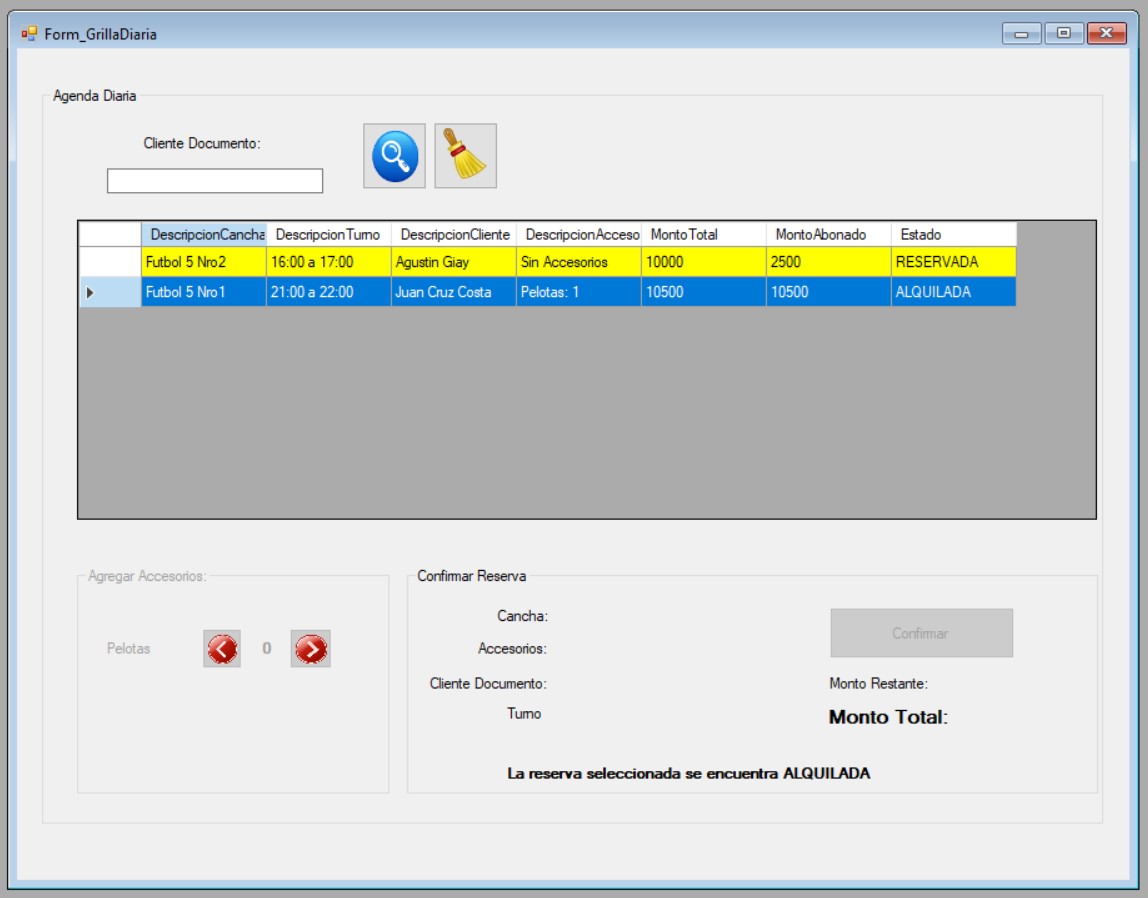 Form_GrillaDiaria
Agenda Diaria
Cliente Documento:
DescripcionCancha DescripcionTurno DescripcionCliente DescripcionAcceso MontoTotal MontoAbonado Estado
Futbol 5 Nro2 16:00 a 17:00 Agustin Giay Sin Accesorios 10000 2500 RESERVADA
Futbol 5 Nro1 21:00 a 22:00 Juan Cruz Costa Pelotas: 1 10500 10500 ALQUILADA
Agregar Accesorios:
Pelotas 0
Confirmar Reserva
Cancha:
Accesorios:
Cliente Documento:
Turno
Confirmar
Monto Restante:
Monto Total:
La reserva seleccionada se encuentra ALQUILADA